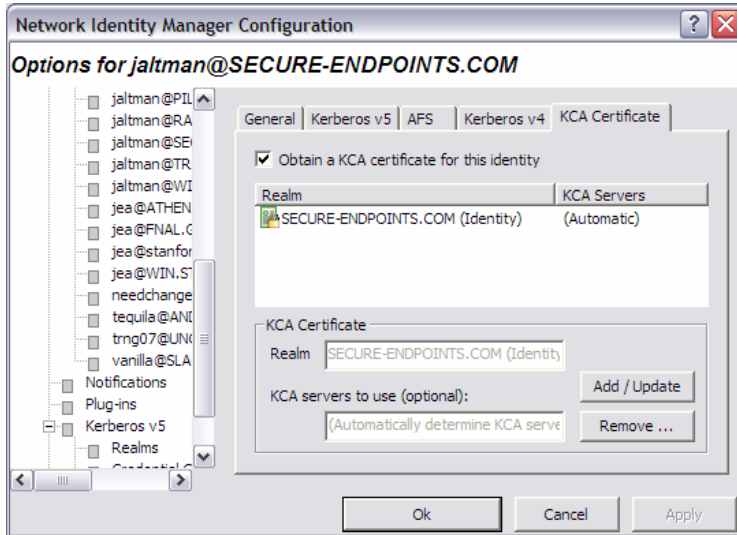 Network Identity Manager Configuration
Options for jaltman@SECURE-ENDPOINTS.COM
jaltman@PIL
jaltman@RA
jaltman@SE
jaltman@TR
jaltman@WI
jea@ATHEN
jea@FNAL.G
jea@stanfor
jea@WIN.ST
needchange
tequila@AND
trng07@UNC
vanilla@SLA
Notifications
Plug-ins
Kerberos v5
Realms
General
Kerberos v5
AFS
Kerberos v4
KCA Certificate
Obtain a KCA certificate for this identity
Realm KCA Servers
SECURE-ENDPOINTS.COM (Identity) (Automatic)
KCA Certificate
Realm SECURE-ENDPOINTS.COM (Identity
KCA servers to use (optional):
(Automatically determine KCA serve
Add / Update
Remove ...
Ok
Cancel
Apply